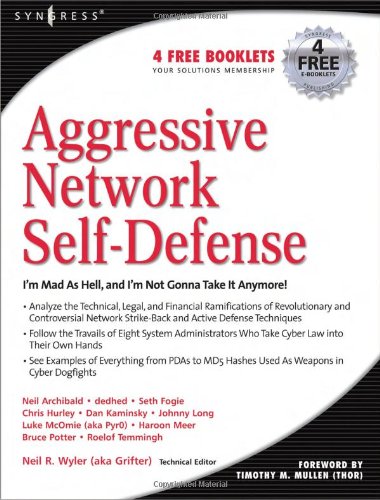 SYNGRESS®
4 FREE BOOKLETS
YOUR SOLUTIONS MEMBERSHIP
SYNGRESS
4
FREE
E-BOOKLETS
PUBLISHING
Aggressive
Network
Self-Defense
I'm Mad As Hell, and I'm Not Gonna Take It Anymore!
• Analyze the Technical, Legal, and Financial Ramifications of Revolutionary and
Controversial Network Strike-Back and Active Defense Techniques
• Follow the Travails of Eight System Administrators Who Take Cyber Law into
Their Own Hands
• See Examples of Everything from PDAs to MD5 Hashes Used As Weapons in
Cyber Dogfights
Neil Archibald • dedhed • Seth Fogie
Chris Hurley • Dan Kaminsky • Johnny Long
Luke McOmie (aka Pyr0) • Haroon Meer
Bruce Potter • Roelof Temmingh
Neil R. Wyler (aka Grifter) Technical Editor
FOREWORD BY
TIMOTHY M. MULLEN (THOR)